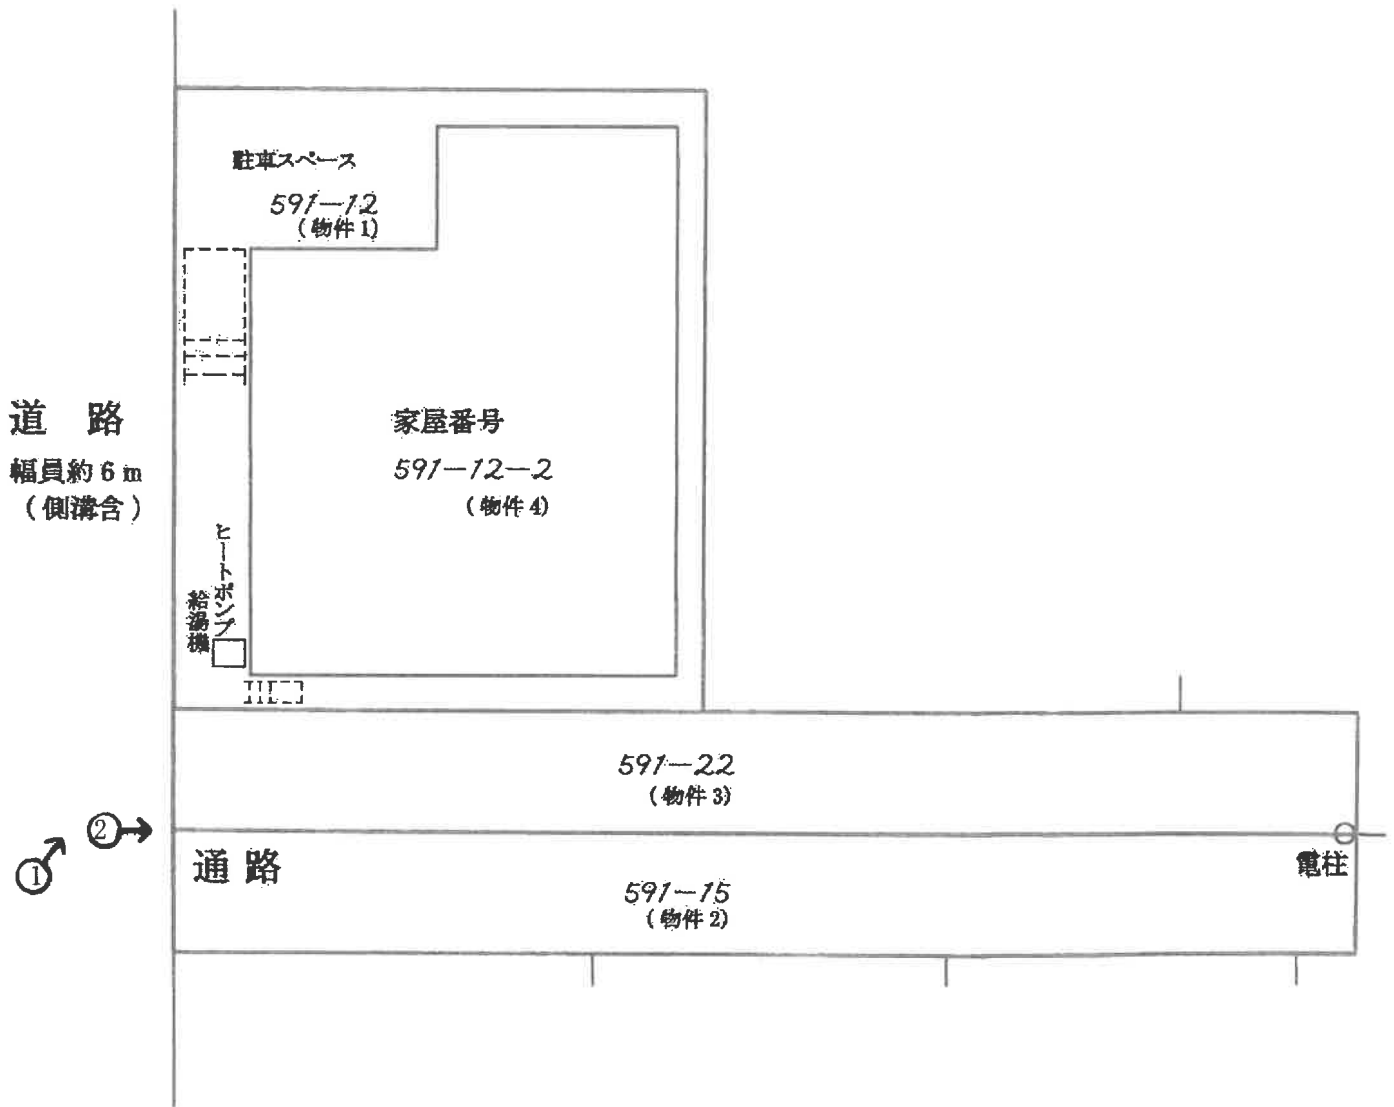 駐車スペース
591-12
(物件1)
道 路
幅員約6m
(側溝含)
家屋番号
591-12-2
(物件4)
ヒートポンプ
給湯機
591-22
(物件3)
②
①
通路
591-15
(物件2)
電柱